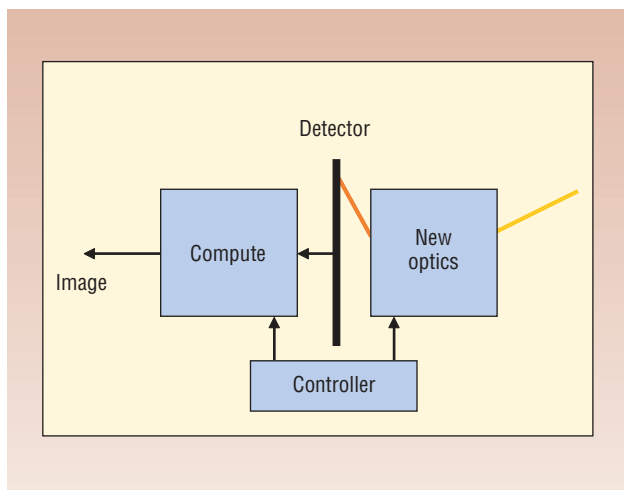 Detector
Compute
New
optics
Image
Controller